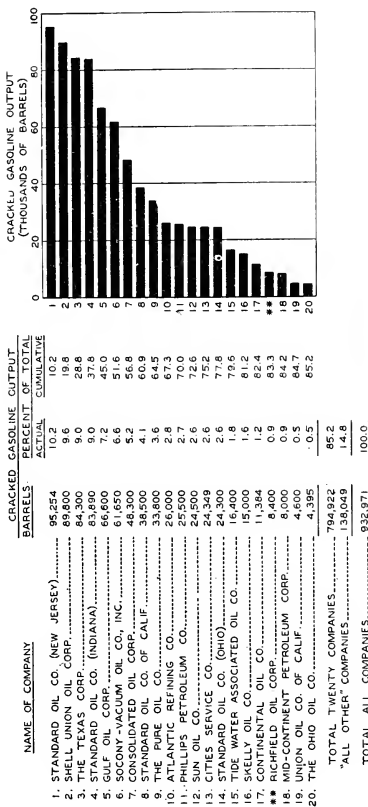 NAME OF COMPANY
CRACKED GASOLINE OUTPUT
BARRELS PERCENT OF TOTAL
ACTUAL CUMULATIVE
1. STANDARD OIL CO. (NEW JERSEY) 95,254 10.2 10.2
2. SHELL UNION OIL CORP. 89,800 9.6 19.8
3. THE TEXAS CORP. 84,300 9.0 28.8
4. STANDARD OIL CO. (INDIANA) 83,890 9.0 37.8
5. GULF OIL CORP. 66,800 7.2 45.0
6. SOCONY-VACUUM OIL CO., INC. 61,650 6.6 51.6
7. CONSOLIDATED OIL CORP. 48,300 5.2 56.8
8. STANDARD OIL CO. OF CALIF. 38,500 4.1 60.9
9. THE PURE OIL CO. 33,800 3.6 64.5
10. ATLANTIC REFINING CO. 26,000 2.8 67.3
11. PHILLIPS PETROLEUM CO. 25,500 2.7 70.0
12. SUN OIL CO. 24,500 2.6 72.6
13. CITIES SERVICE CO. 24,349 2.6 75.2
14. STANDARD OIL CO. (OHIO) 24,300 2.6 77.8
15. TIDE WATER ASSOCIATED OIL CO. 16,400 1.8 79.6
16. SKELLY OIL CO. 15,000 1.6 81.2
17. CONTINENTAL OIL CO. 11,384 1.2 82.4
** RICHFIELD OIL CORP. 8,400 0.9 83.3
18. MID-CONTINENT PETROLEUM CORP. 8,000 0.9 84.2
19. UNION OIL CO. OF CALIF. 4,600 0.5 84.7
20. THE OHIO OIL CO. 4,395 0.5 85.2
TOTAL TWENTY COMPANIES 794,922 85.2
"ALL OTHER" COMPANIES 138,049 14.8
TOTAL ALL COMPANIES 932,971 100.0
CRACKED GASOLINE OUTPUT
(THOUSANDS OF BARRELS)
0 20 40 60 80 100
1
2
3
4
5
6
7
8
9
10
11
12
13
14
15
16
17
**
18
19
20